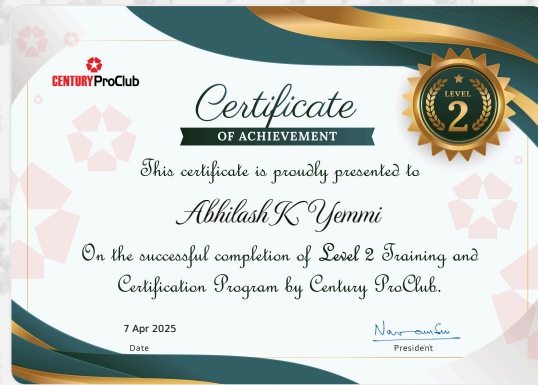 CENTURY ProClub
Certificate
OF ACHIEVEMENT
LEVEL
2
This certificate is proudly presented to
Abhilash K Yemmi
On the successful completion of Level 2 Training and
Certification Program by Century ProClub.
7 Apr 2025
Date
President